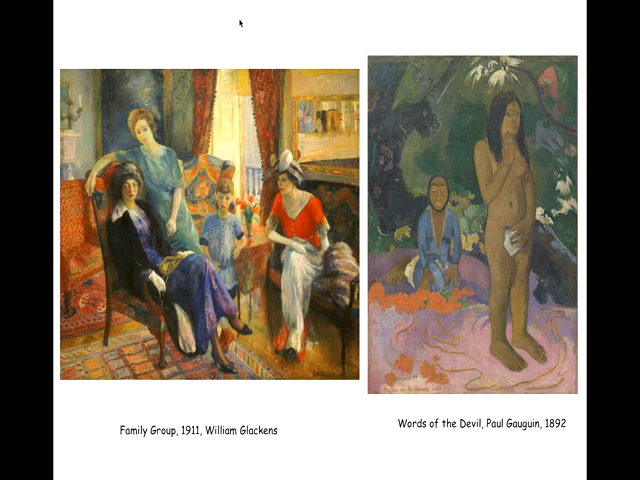 Family Group, 1911, William Glackens
Words of the Devil, Paul Gauguin, 1892